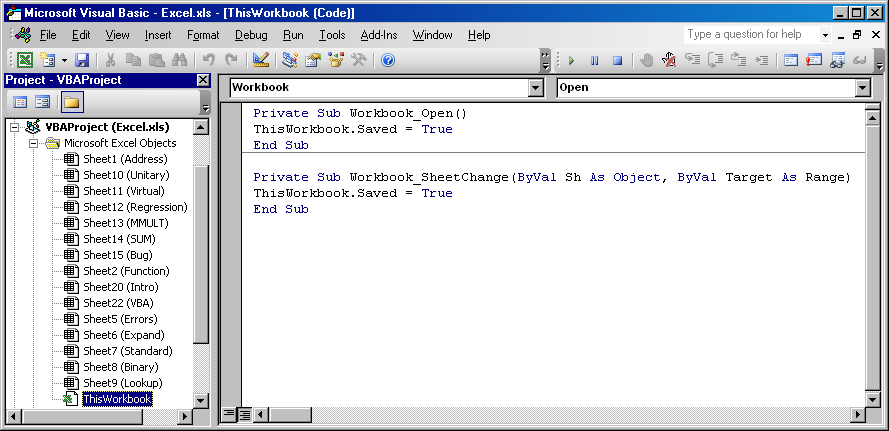 Microsoft Visual Basic - Excel.xls - [ThisWorkbook (Code)]
File Edit View Insert Format Debug Run Tools Add-Ins Window Help
Type a question for help
Project - VBAProject
Workbook
Open
VBAProject (Excel.xls)
Microsoft Excel Objects
Sheet1 (Address)
Sheet10 (Unitary)
Sheet11 (Virtual)
Sheet12 (Regression)
Sheet13 (MMULT)
Sheet14 (SUM)
Sheet15 (Bug)
Sheet2 (Function)
Sheet20 (Intro)
Sheet22 (VBA)
Sheet5 (Errors)
Sheet6 (Expand)
Sheet7 (Standard)
Sheet8 (Binary)
Sheet9 (Lookup)
ThisWorkbook
Private Sub Workbook_Open()
ThisWorkbook.Saved = True
End Sub
Private Sub Workbook_SheetChange(ByVal Sh As Object, ByVal Target As Range)
ThisWorkbook.Saved = True
End Sub